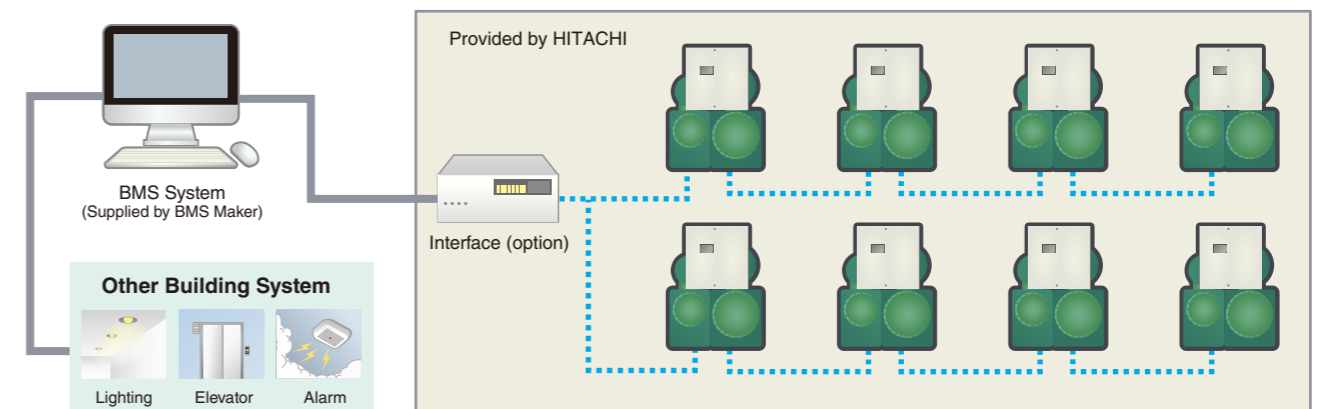 Provided by HITACHI
BMS System
(Supplied by BMS Maker)
Interface (option)
Other Building System
Lighting
Elevator
Alarm